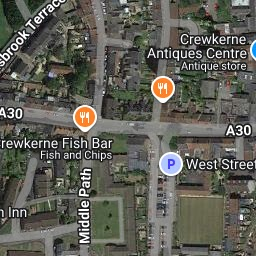 sbrook Terrace
Crewkerne
Antiques Centre
Antique store
A30
A30
Crewkerne Fish Bar
Fish and Chips
P
West Street
Middle Path
n Inn